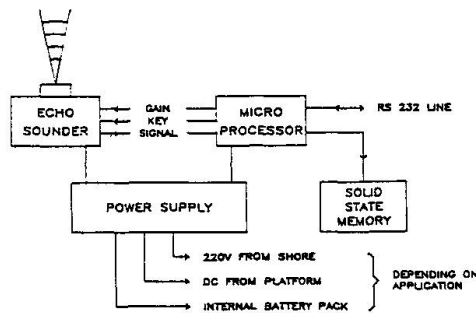 ECHO
SOUNDER
GAIN
KEY
SIGNAL
MICRO
PROCESSOR
RS 232 LINE
POWER SUPPLY
SOLID
STATE
MEMORY
220V FROM SHORE
DC FROM PLATFORM
INTERNAL BATTERY PACK
DEPENDING ON
APPLICATION